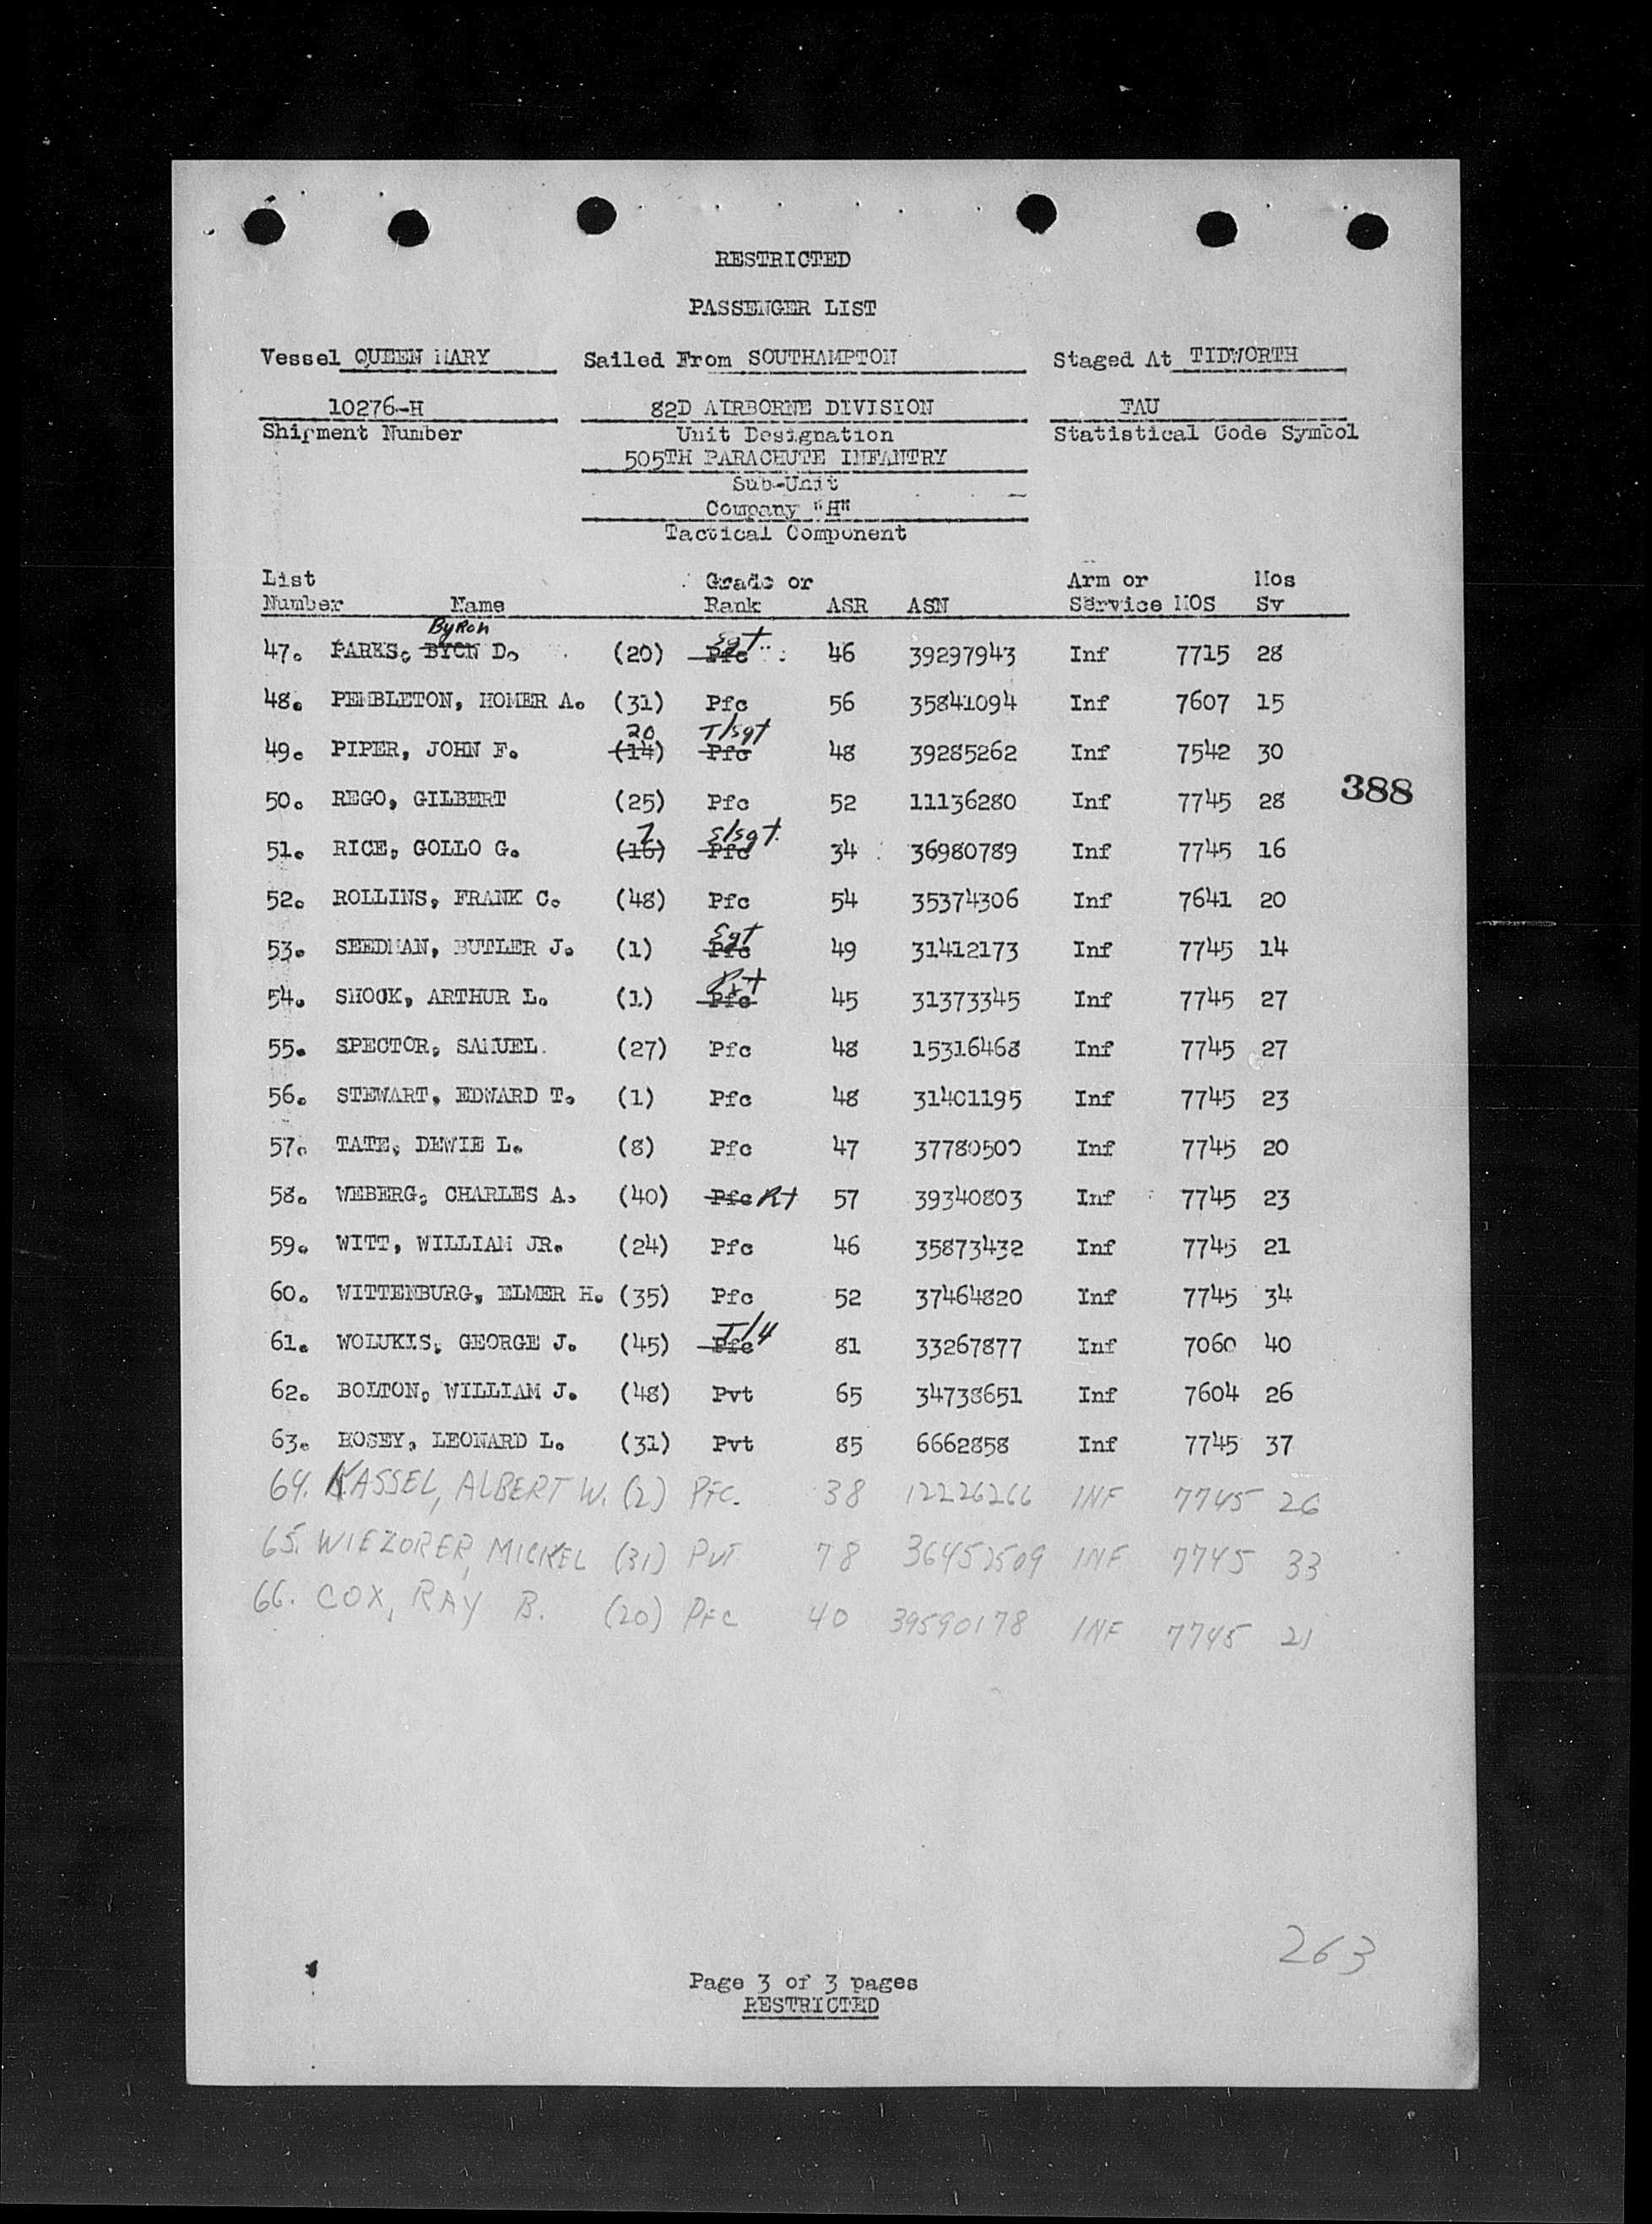 RESTRICTED
PASSENGER LIST
Vessel QUEEN MARY Sailed From SOUTHAMPTON Staged At TIDWORTH
10276-H 82D AIRBORNE DIVISION FAU
Shipment Number Unit Designation Statistical Code Symbol
505TH PARACHUTE INFANTRY
Sub-Unit
Company "H"
Tactical Component
List Grade or Arm or Mos
Number Name Rank ASR ASN Service MOS Sv
Byron Sgt
47. PARKS, BYON D. (20) Pfc 46 39297943 Inf 7715 28
48. PEMBLETON, HOMER A. (31) Pfc 56 35841094 Inf 7607 15
20 T/sgt
49. PIPER, JOHN F. (14) Pfc 48 39285262 Inf 7542 30
388
50. REGO, GILBERT (25) Pfc 52 11136280 Inf 7745 28
7 S/sgt.
51. RICE, GOLLO G. (16) Pfc 34 36980789 Inf 7745 16
52. ROLLINS, FRANK C. (48) Pfc 54 35374306 Inf 7641 20
Sgt
53. SEEDMAN, BUTLER J. (1) Pfc 49 31412173 Inf 7745 14
Pvt
54. SHOCK, ARTHUR L. (1) Pfc 45 31373345 Inf 7745 27
55. SPECTOR, SAMUEL (27) Pfc 48 15316468 Inf 7745 27
56. STEWART, EDWARD T. (1) Pfc 48 31401195 Inf 7745 23
57. TATE, DEWIE L. (8) Pfc 47 37780500 Inf 7745 20
58. WEBERG, CHARLES A. (40) Pfc Pvt 57 39340803 Inf 7745 23
59. WITT, WILLIAM JR. (24) Pfc 46 35873432 Inf 7745 21
60. WITTENBURG, ELMER H. (35) Pfc 52 37464820 Inf 7745 34
T/4
61. WOLUKIS, GEORGE J. (45) Pfc 81 33267877 Inf 7060 40
62. BOLTON, WILLIAM J. (48) Pvt 65 34738651 Inf 7604 26
63. HOSEY, LEONARD L. (31) Pvt 85 6662858 Inf 7745 37
64. KASSEL, ALBERT W. (2) PFC. 38 12226266 INF 7745 26
65. WIEZORER, MICKEL (31) PVT 78 36452509 INF 7745 33
66. COX, RAY B. (20) PFC 40 39590178 INF 7745 21
263
Page 3 of 3 pages
RESTRICTED